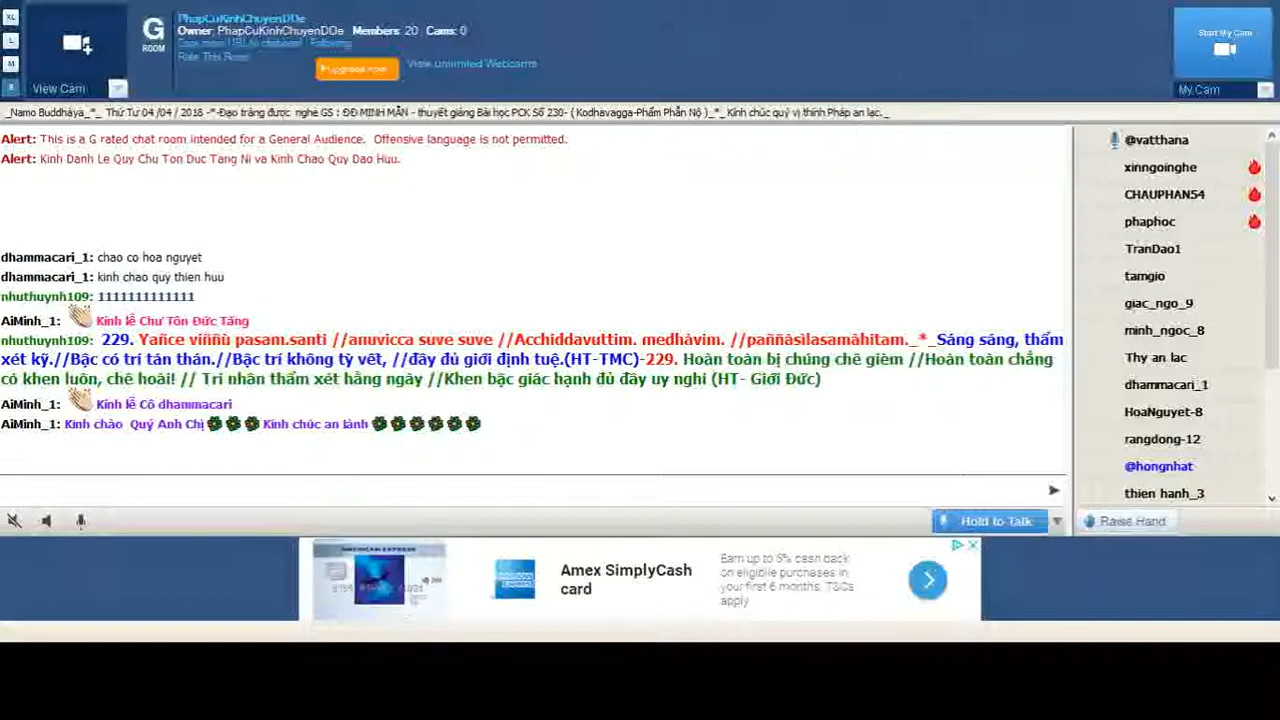 XL
L
M
S
View Cam
G
ROOM
PhapCuKinhChuyenDOe
Owner: PhapCuKinhChuyenDOe Members: 20 Cams: 0
Rate This Room
Upgrade now
View unlimited Webcams
Start My Cam
My Cam
_Namo Buddhàya_*_ Thứ Tư 04 /04 / 2018 -*-Đạo tràng được nghe GS : ĐĐ-MINH MẪN - thuyết giảng Bài học PCK Số 230- ( Kodhavagga-Phẩm Phẫn Nộ )_*_ Kính chúc quý vị thính Pháp an lạc._
Alert: This is a G rated chat room intended for a General Audience. Offensive language is not permitted.
Alert: Kinh Danh Le Quy Chu Ton Duc Tang Ni va Kinh Chao Quy Dao Huu.
dhammacari_1: chao co hoa nguyet
dhammacari_1: kinh chao quy thien huu
nhuthuynh109: 1111111111111
AiMinh_1: Kính lễ Chư Tôn Đức Tăng
nhuthuynh109: 229. Yañce viññù pasam.santi //anuvicca suve suve //Acchiddavuttim. medhàvim. //paññàsìlasamàhitam._*_Sáng sáng, thẩm
xét kỹ.//Bậc có trí tán thán.//Bậc trí không tỳ vết, //đầy đủ giới định tuệ.(HT-TMC)-229. Hoàn toàn bị chúng chê gièm //Hoàn toàn chẳng
có khen luôn, chê hoài! // Trí nhân thẩm xét hằng ngày //Khen bậc giác hạnh đủ đầy uy nghi (HT- Giới Đức)
AiMinh_1: Kính lễ Cô dhammacari
AiMinh_1: Kính chào Quý Anh Chị Kính chúc an lành
@vatthana
xinngoinghe
CHAUPHAN54
phaphoc
TranDao1
tamgio
giac_ngo_9
minh_ngoc_8
Thy an lac
dhammacari_1
HoaNguyet-8
rangdong-12
@hongnhat
thien hanh_3
Hold to Talk
Raise Hand
AMERICAN EXPRESS
Amex SimplyCash
card
Earn up to 5% cash back
on eligible purchases in
your first 6 months. T&Cs
apply